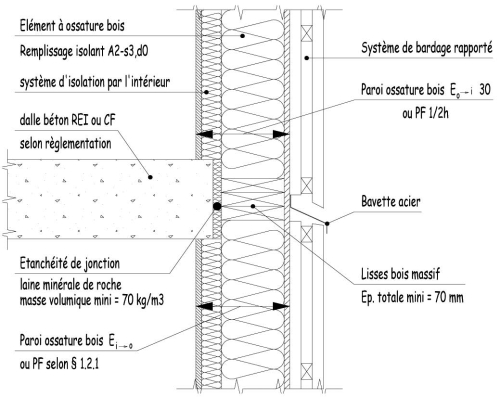 Elément à ossature bois
Remplissage isolant A2-s3,d0
système d'isolation par l'intérieur
dalle béton REI ou CF
selon règlementation
Etanchéité de jonction
laine minérale de roche
masse volumique mini = 70 kg/m3
Paroi ossature bois E i→o
ou PF selon § 1.2.1
Système de bardage rapporté
Paroi ossature bois E o→i 30
ou PF 1/2h
Bavette acier
Lisses bois massif
Ep. totale mini = 70 mm